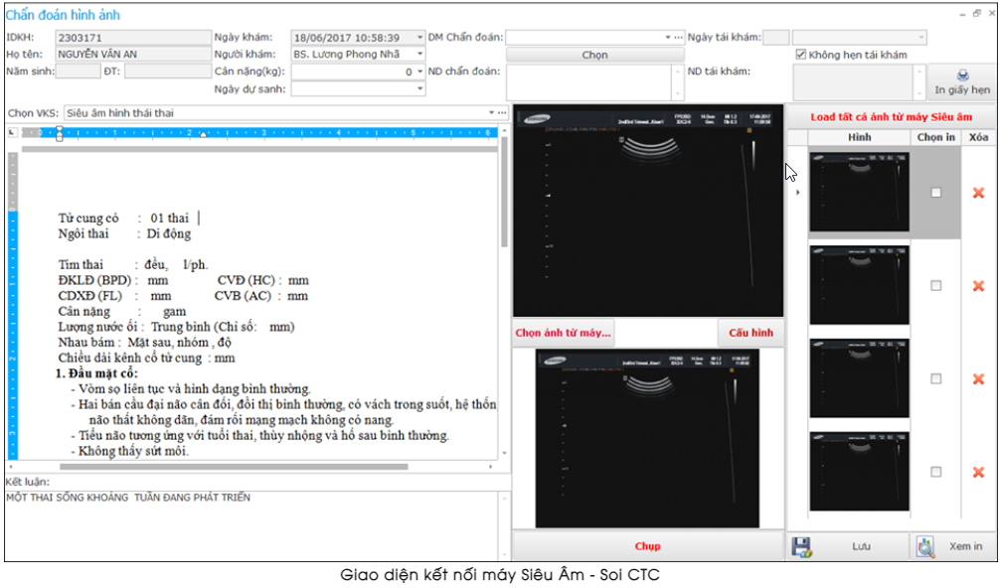 Chẩn đoán hình ảnh
IDKH: 2303171 Ngày khám: 18/06/2017 10:58:39 DM Chẩn đoán: Ngày tái khám:
Họ tên: NGUYỄN VÂN AN Người khám: BS. Lương Phong Nhã Chọn Không hẹn tái khám
Năm sinh: ĐT: Cân nặng(kg): 0 ND chẩn đoán: ND tái khám:
Ngày dự sanh: In giấy hẹn
Chọn VKS: Siêu âm hình thái thai
Tử cung có : 01 thai
Ngôi thai : Di động
Tim thai : đều, l/ph.
ĐKLĐ (BPD) : mm CVĐ (HC) : mm
CDXĐ (FL) : mm CVB (AC) : mm
Cân nặng : gam
Lượng nước ối : Trung bình (Chỉ số: mm)
Nhau bám : Mặt sau, nhóm , độ
Chiều dài kênh cổ tử cung : mm
1. Đầu mặt cổ:
- Vòm sọ liên tục và hình dạng bình thường.
- Hai bán cầu đại não cân đối, đồi thị bình thường, có vách trong suốt, hệ thốn
não thất không dãn, đám rối mạng mạch không có nang.
- Tiểu não tương ứng với tuổi thai, thùy nhộng và hố sau bình thường.
- Không thấy sứt môi.
Kết luận:
MỘT THAI SỐNG KHOẢNG TUẦN ĐANG PHÁT TRIỂN
Chọn ảnh từ máy...
Cấu hình
Chụp
Load tất cả ảnh từ máy Siêu âm
Hình Chọn in Xóa
Lưu
Xem in
Giao diện kết nối máy Siêu Âm - Soi CTC